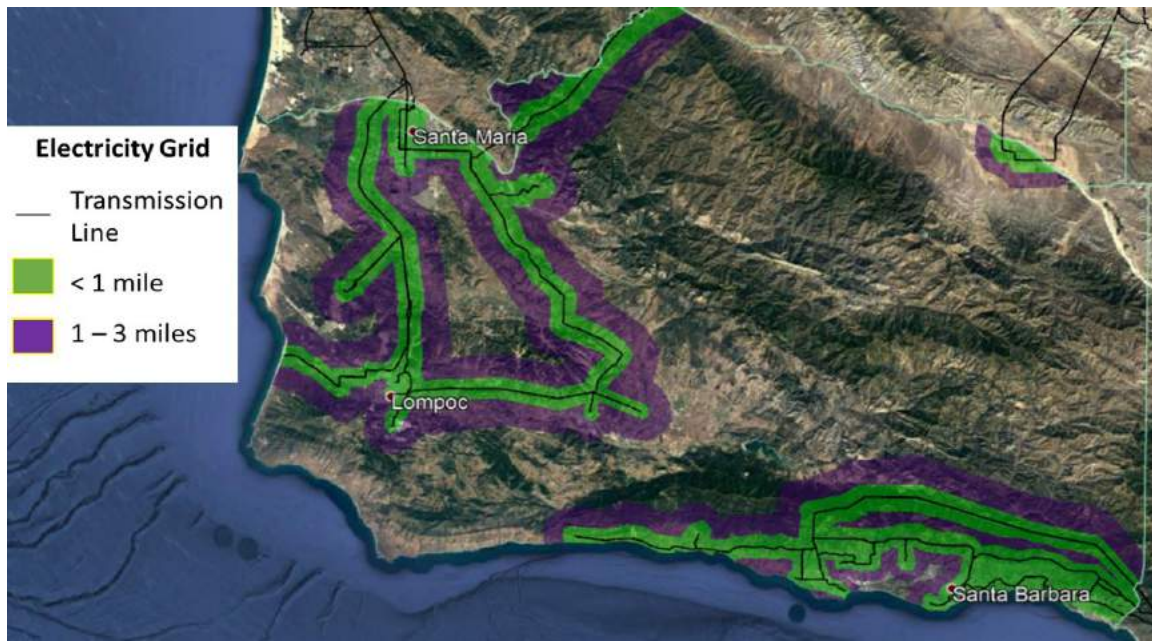 Electricity Grid
Transmission
Line
< 1 mile
1 – 3 miles
Santa Maria
Lompoc
Santa Barbara